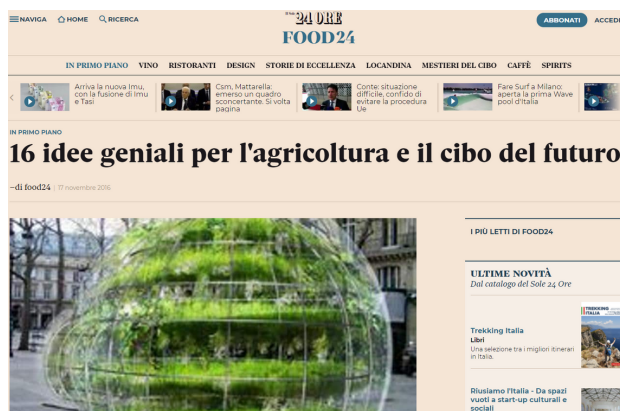 NAVIGA HOME RICERCA
24 ORE
ABBONATI ACCEDI
FOOD24
IN PRIMO PIANO VINO RISTORANTI DESIGN STORIE DI ECCELLENZA LOCANDINA MESTIERI DEL CIBO CAFFÈ SPIRITS
Arriva la nuova Imu,
con la fusione di Imu
e Tasi
Csm, Mattarella:
emerso un quadro
sconcertante. Si volta
pagina
Conte: situazione
difficile, confido di
evitare la procedura
Ue
Fare Surf a Milano:
aperta la prima Wave
pool d'Italia
IN PRIMO PIANO
16 idee geniali per l'agricoltura e il cibo del futuro
–di food24 | 17 novembre 2016
I PIÙ LETTI DI FOOD24
ULTIME NOVITÀ
Dal catalogo del Sole 24 Ore
Trekking Italia
Libri
Una selezione tra i migliori itinerari
in Italia.
TREKKING
ITALIA
Riusiamo l'Italia - Da spazi
vuoti a start-up culturali e
sociali